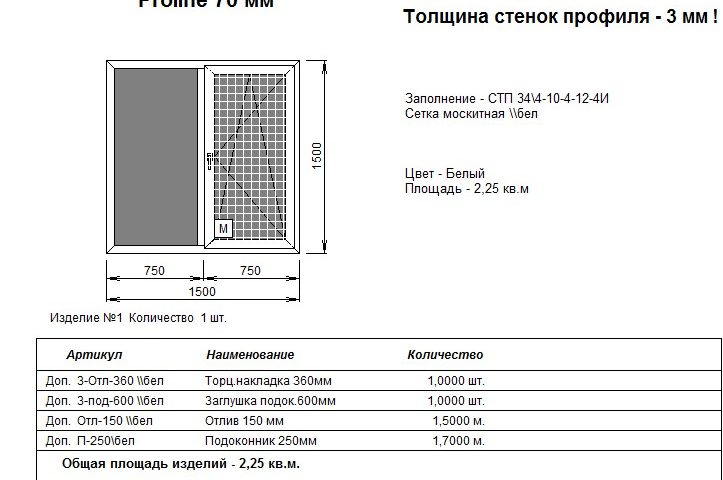 Proline 70 мм
Толщина стенок профиля - 3 мм !
Заполнение - СТП 34\4-10-4-12-4И
Сетка москитная \\бел
1500
Цвет - Белый
Площадь - 2,25 кв.м
М
750 750
1500
Изделие №1 Количество 1 шт.
Артикул Наименование Количество
Доп. З-Отл-360 \\бел Торц.накладка 360мм 1,0000 шт.
Доп. З-под-600 \\бел Заглушка подок.600мм 1,0000 шт.
Доп. Отл-150 \\бел Отлив 150 мм 1,5000 м.
Доп. П-250\бел Подоконник 250мм 1,7000 м.
Общая площадь изделий - 2,25 кв.м.